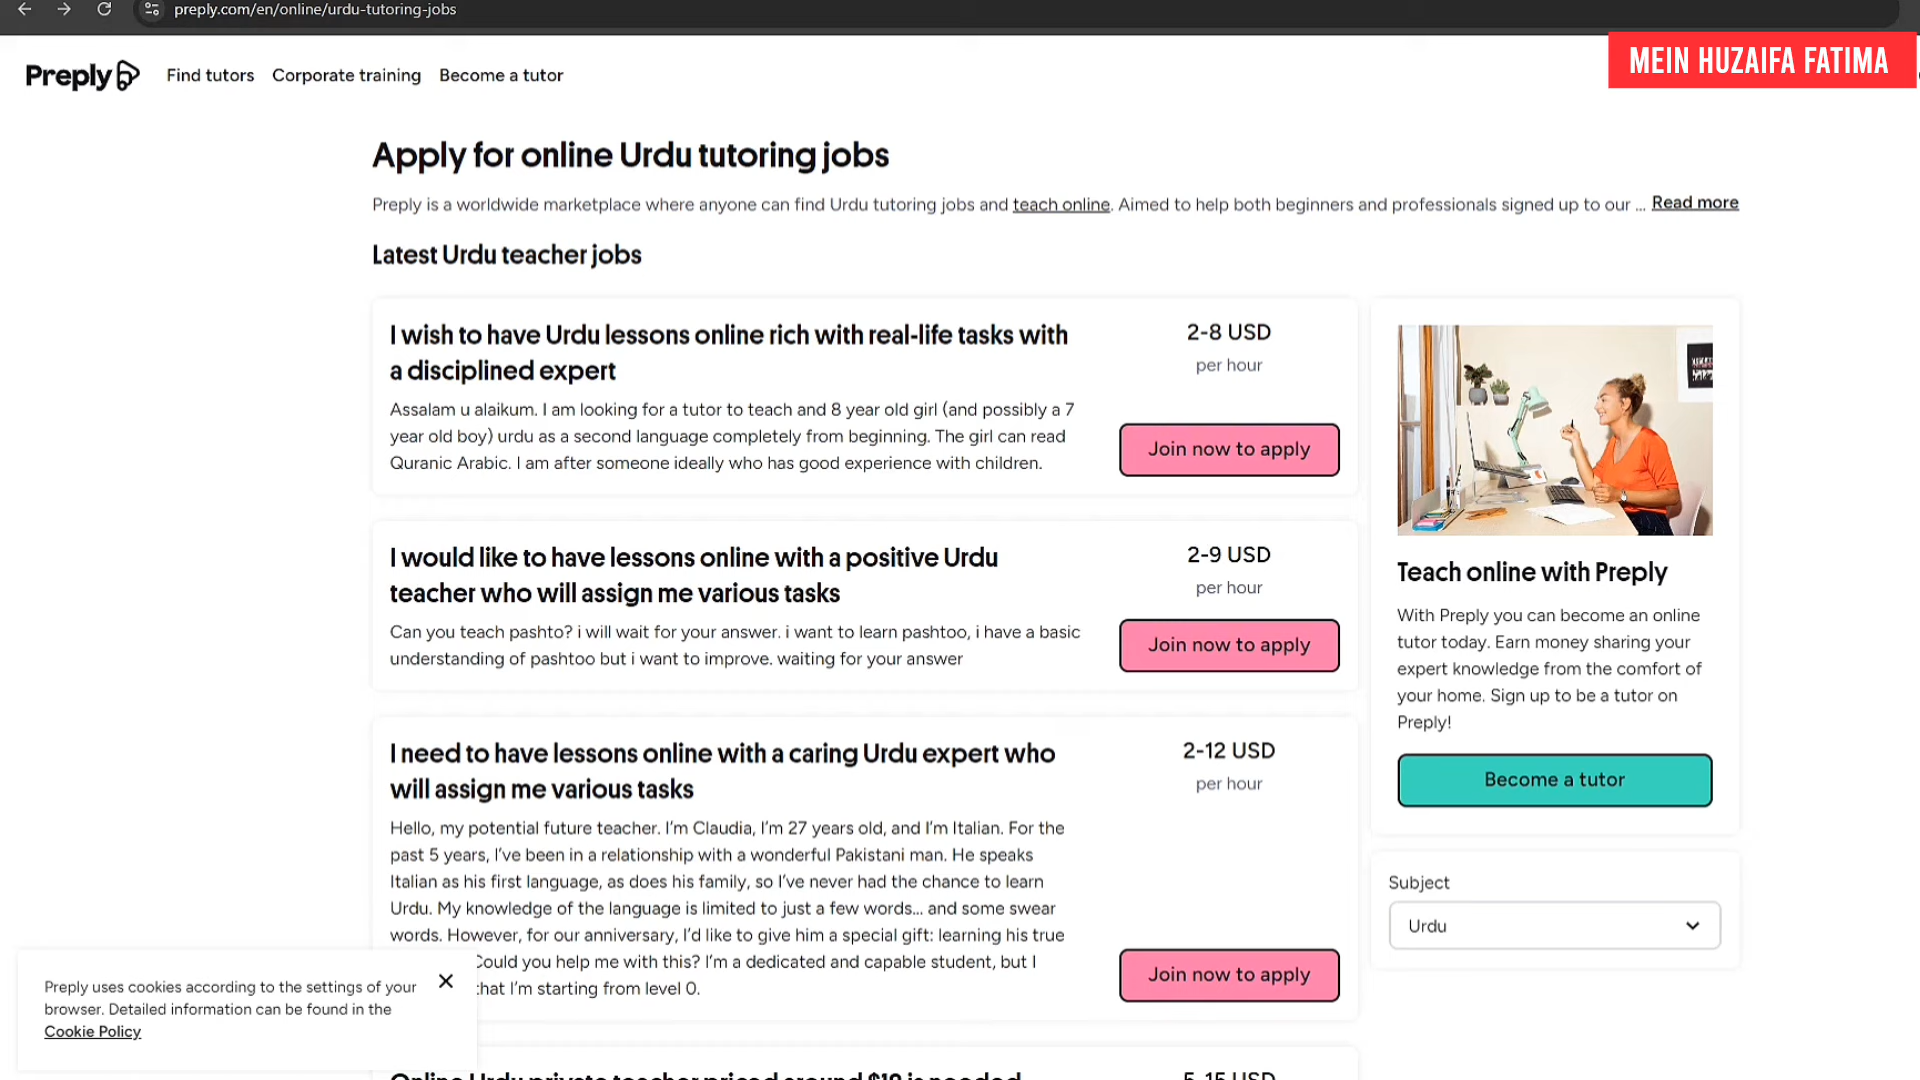 preply.com/en/online/urdu-tutoring-jobs
MEIN HUZAIFA FATIMA
Preply
Find tutors
Corporate training
Become a tutor
Apply for online Urdu tutoring jobs
Preply is a worldwide marketplace where anyone can find Urdu tutoring jobs and teach online. Aimed to help both beginners and professionals signed up to our ... Read more
Latest Urdu teacher jobs
I wish to have Urdu lessons online rich with real-life tasks with
a disciplined expert
Assalam u alaikum. I am looking for a tutor to teach and 8 year old girl (and possibly a 7
year old boy) urdu as a second language completely from beginning. The girl can read
Quranic Arabic. I am after someone ideally who has good experience with children.
2-8 USD
per hour
Join now to apply
I would like to have lessons online with a positive Urdu
teacher who will assign me various tasks
Can you teach pashto? i will wait for your answer. i want to learn pashtoo, i have a basic
understanding of pashtoo but i want to improve. waiting for your answer
2-9 USD
per hour
Join now to apply
I need to have lessons online with a caring Urdu expert who
will assign me various tasks
Hello, my potential future teacher. I'm Claudia, I'm 27 years old, and I'm Italian. For the
past 5 years, I've been in a relationship with a wonderful Pakistani man. He speaks
Italian as his first language, as does his family, so I've never had the chance to learn
Urdu. My knowledge of the language is limited to just a few words... and some swear
words. However, for our anniversary, I'd like to give him a special gift: learning his true
Could you help me with this? I'm a dedicated and capable student, but I
that I'm starting from level 0.
2-12 USD
per hour
Join now to apply
Online Urdu private teacher priced around $10 is needed
5-15 USD
Teach online with Preply
With Preply you can become an online
tutor today. Earn money sharing your
expert knowledge from the comfort of
your home. Sign up to be a tutor on
Preply!
Become a tutor
Subject
Urdu
Preply uses cookies according to the settings of your
browser. Detailed information can be found in the
Cookie Policy